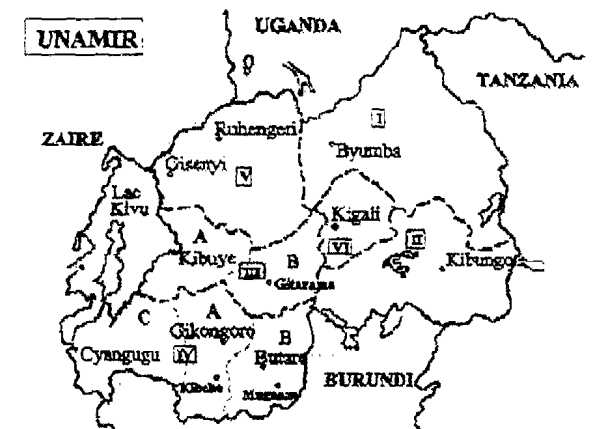 UNAMIR
UGANDA
TANZANIA
ZAIRE
I
Ruhengeri
Byumba
Gisenyi
V
Lac
Kivu
Kigali
A
Kibuye
VI
II
B
III
Gitarama
Kibungo
C
A
Gikongoro
B
Cyangugu
IV
Butare
Kibeho
BURUNDI